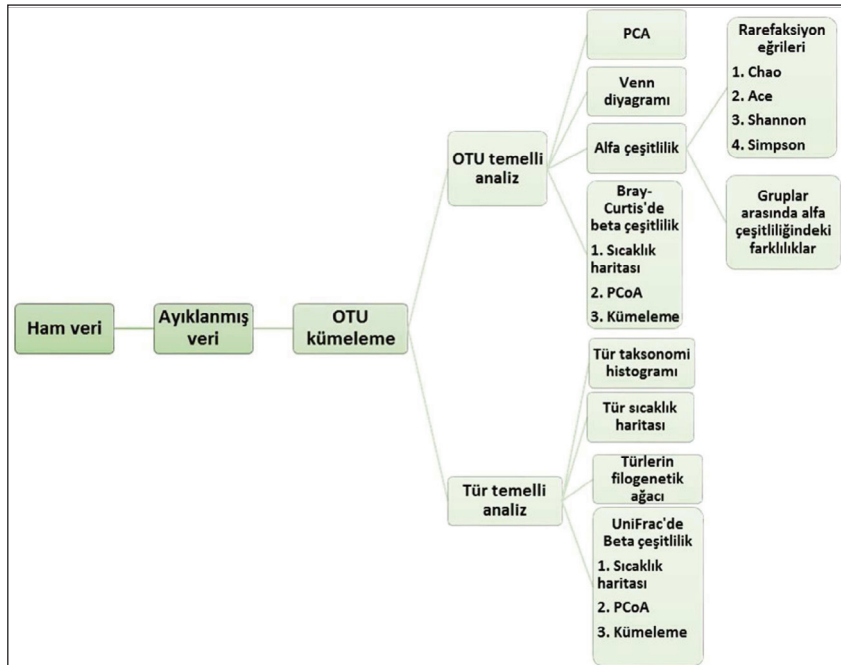 Ham veri
Ayıklanmış
veri
OTU
kümeleme
OTU temelli
analiz
PCA
Venn
diyagramı
Alfa çeşitlilik
Rarefaksiyon
eğrileri
1. Chao
2. Ace
3. Shannon
4. Simpson
Gruplar
arasında alfa
çeşitliliğindeki
farklılıklar
Bray-
Curtis'de
beta çeşitlilik
1. Sıcaklık
haritası
2. PCoA
3. Kümeleme
Tür temelli
analiz
Tür taksonomi
histogramı
Tür sıcaklık
haritası
Türlerin
filogenetik
ağacı
UniFrac'de
Beta çeşitlilik
1. Sıcaklık
haritası
2. PCoA
3. Kümeleme